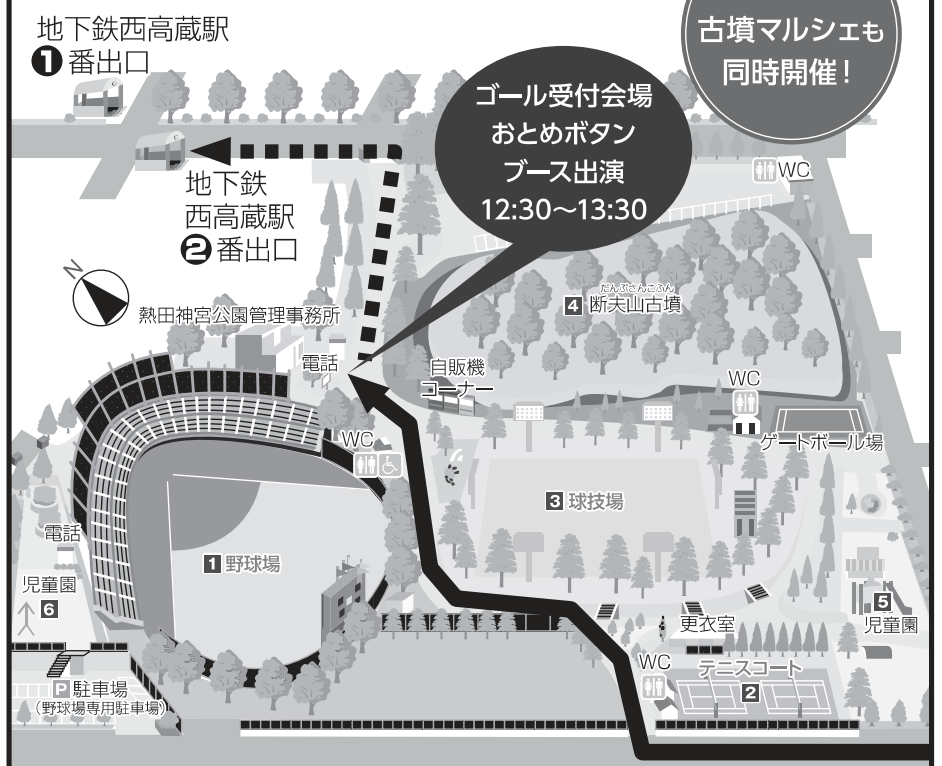 地下鉄西高蔵駅
❶番出口
古墳マルシェも
同時開催！
ゴール受付会場
おとめボタン
ブース出演
12:30〜13:30
WC
地下鉄
西高蔵駅
❷番出口
N
熱田神宮公園管理事務所
だんぷさんこふん
4 断夫山古墳
電話
自販機
コーナー
WC
ゲートボール場
WC
3 球技場
電話
1 野球場
児童園
6
5
児童園
更衣室
WC
テニスコート
2
P 駐車場
（野球場専用駐車場）